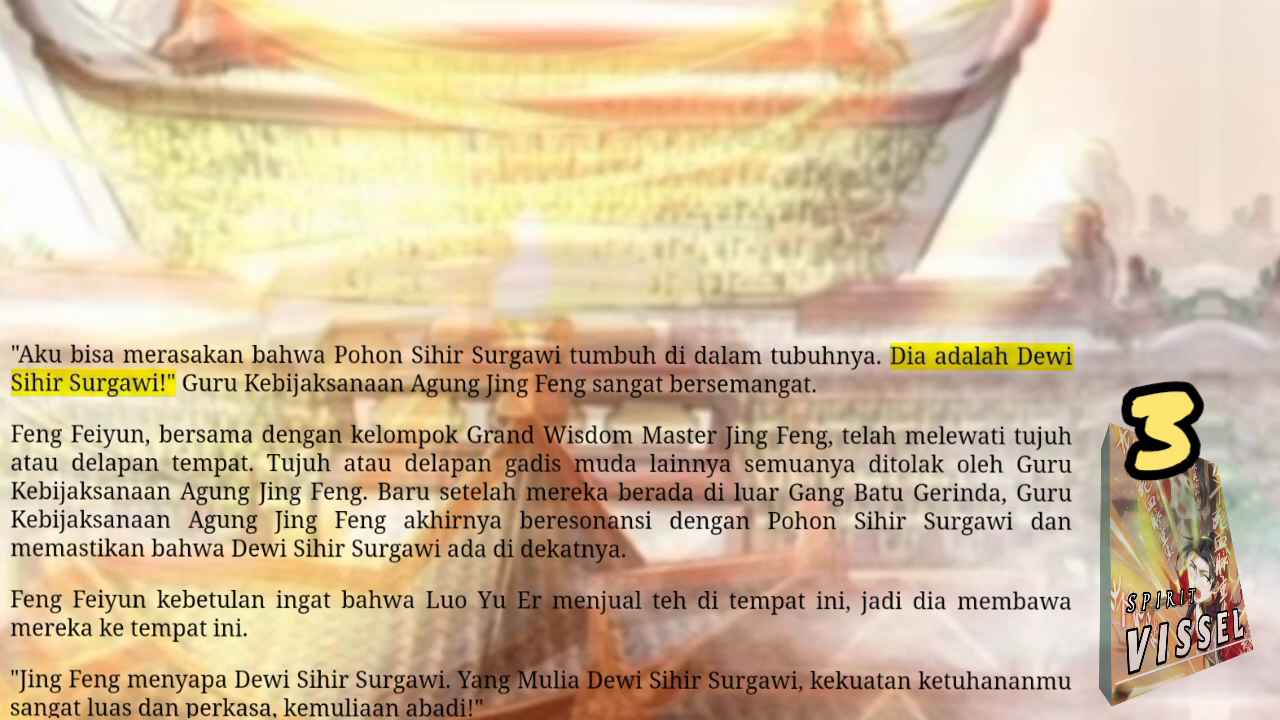 "Aku bisa merasakan bahwa Pohon Sihir Surgawi tumbuh di dalam tubuhnya. Dia adalah Dewi
Sihir Surgawi!" Guru Kebijaksanaan Agung Jing Feng sangat bersemangat.
Feng Feiyun, bersama dengan kelompok Grand Wisdom Master Jing Feng, telah melewati tujuh
atau delapan tempat. Tujuh atau delapan gadis muda lainnya semuanya ditolak oleh Guru
Kebijaksanaan Agung Jing Feng. Baru setelah mereka berada di luar Gang Batu Gerinda, Guru
Kebijaksanaan Agung Jing Feng akhirnya beresonansi dengan Pohon Sihir Surgawi dan
memastikan bahwa Dewi Sihir Surgawi ada di dekatnya.
Feng Feiyun kebetulan ingat bahwa Luo Yu Er menjual teh di tempat ini, jadi dia membawa
mereka ke tempat ini.
"Jing Feng menyapa Dewi Sihir Surgawi. Yang Mulia Dewi Sihir Surgawi, kekuatan ketuhananmu
sangat luas dan perkasa, kemuliaan abadi!"
3
SPIRIT
VISSEL